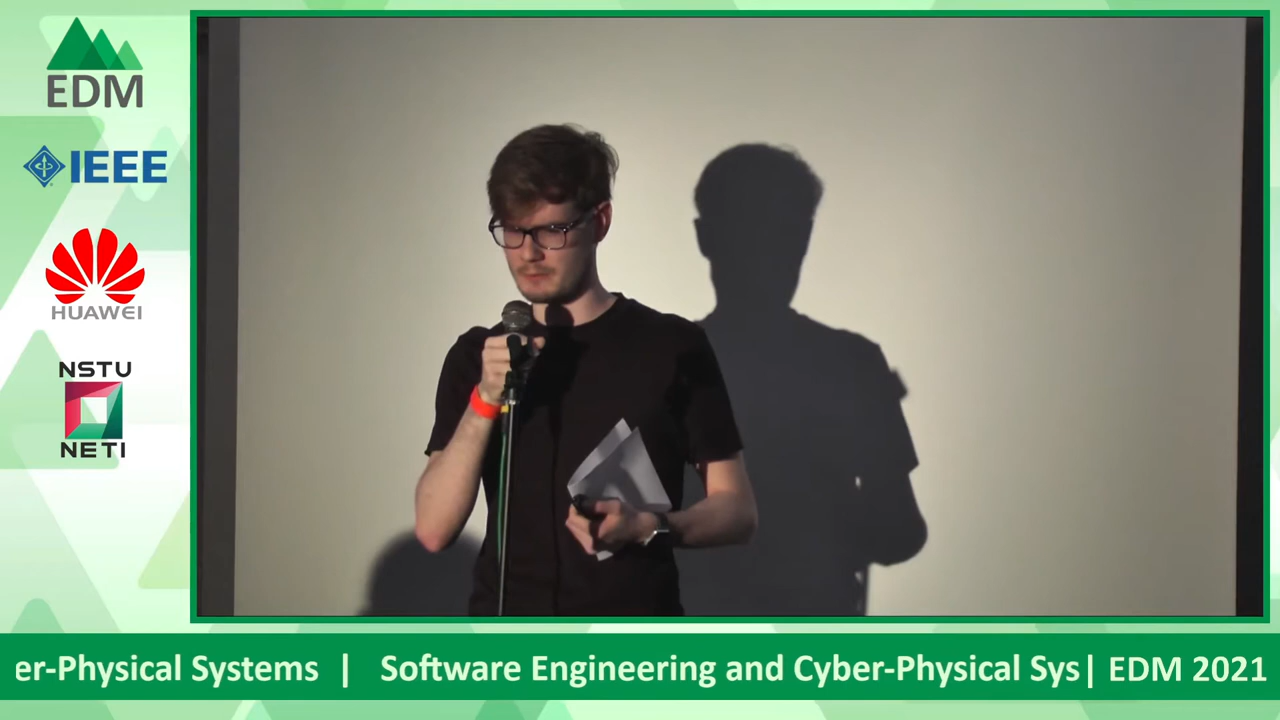 EDM
IEEE
HUAWEI
NSTU
NETI
er-Physical Systems | Software Engineering and Cyber-Physical Sys| EDM 2021